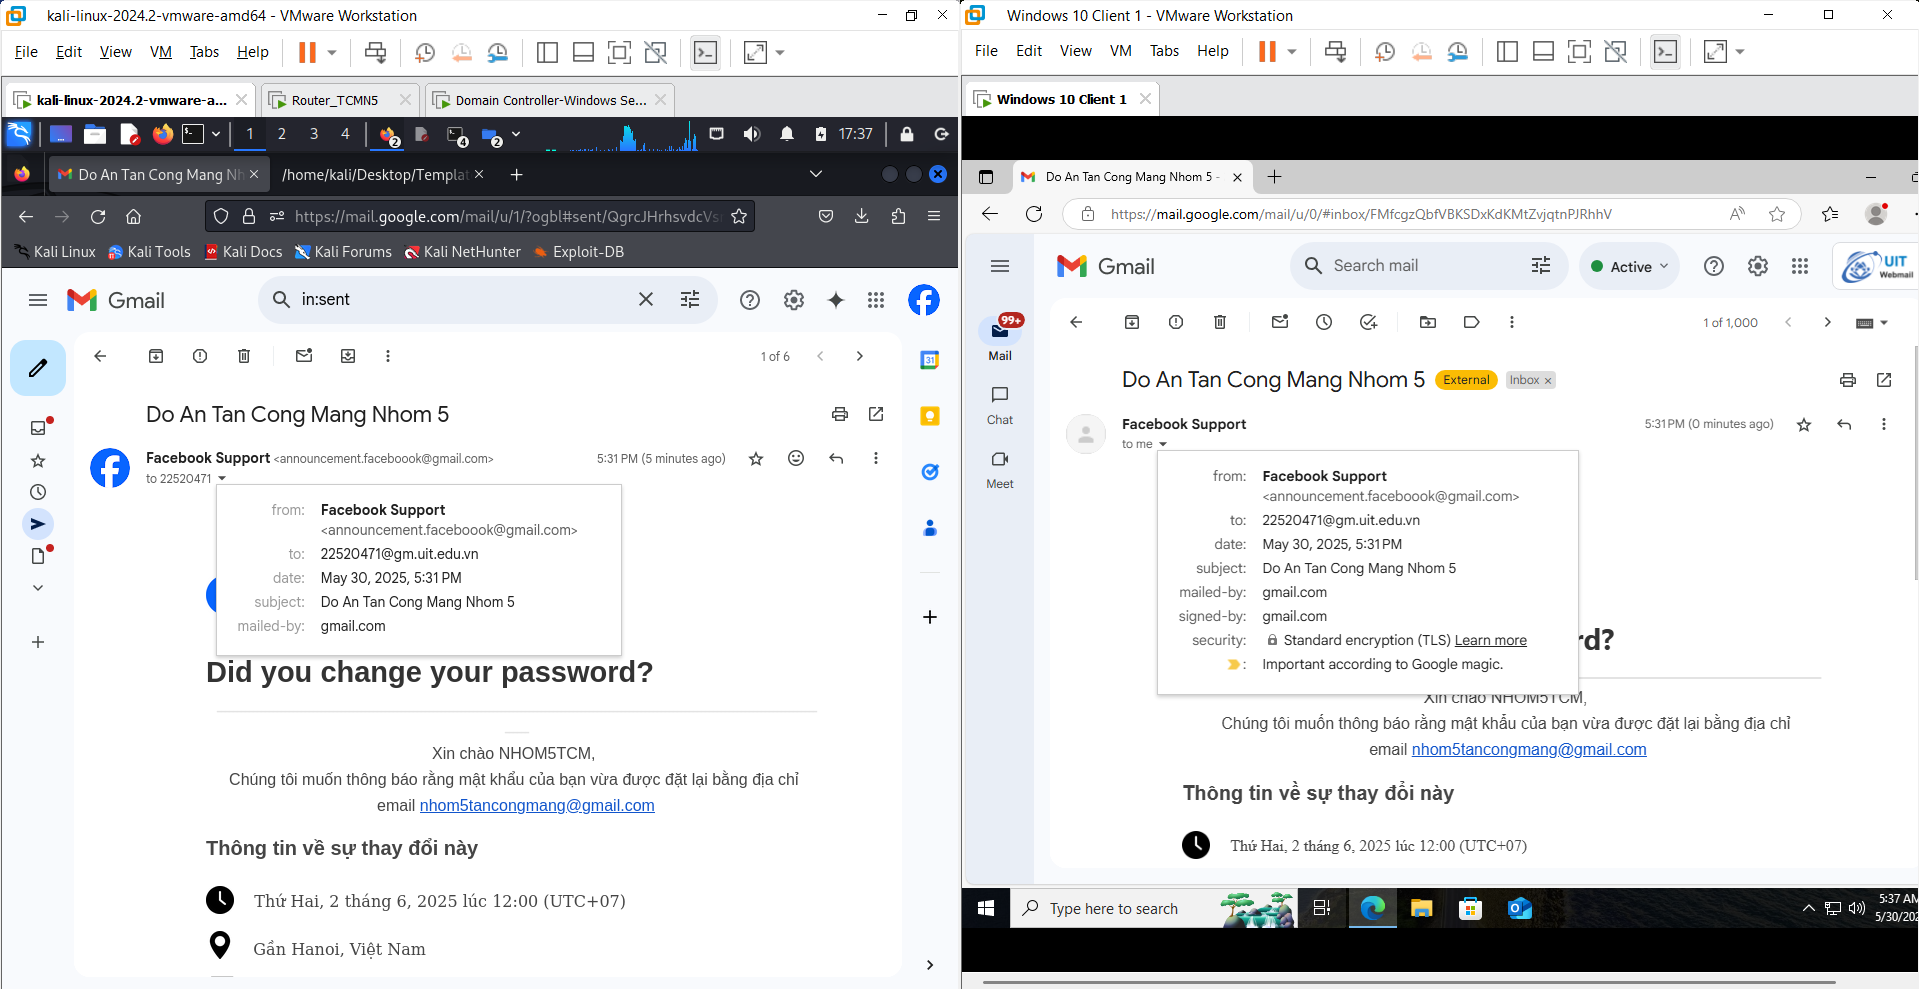 kali-linux-2024.2-vmware-amd64 - VMware Workstation
File Edit View VM Tabs Help
kali-linux-2024.2-vmware-a...
Router_TCMN5
Domain Controller-Windows Se...
1 2 3 4
2
4
2
17:37
Do An Tan Cong Mang Nh
/home/kali/Desktop/Templat
https://mail.google.com/mail/u/1/?ogbl#sent/QgrcJHrhsvdcVs
Kali Linux
Kali Tools
Kali Docs
Kali Forums
Kali NetHunter
Exploit-DB
Gmail
in:sent
1 of 6
31
Do An Tan Cong Mang Nhom 5
Facebook Support <announcement.faceboook@gmail.com>
5:31 PM (5 minutes ago)
to 22520471
from: Facebook Support
<announcement.faceboook@gmail.com>
to: 22520471@gm.uit.edu.vn
date: May 30, 2025, 5:31 PM
subject: Do An Tan Cong Mang Nhom 5
mailed-by: gmail.com
Did you change your password?
Xin chào NHOM5TCM,
Chúng tôi muốn thông báo rằng mật khẩu của bạn vừa được đặt lại bằng địa chỉ
email nhom5tancongmang@gmail.com
Thông tin về sự thay đổi này
Thứ Hai, 2 tháng 6, 2025 lúc 12:00 (UTC+07)
Gần Hanoi, Việt Nam
Windows 10 Client 1 - VMware Workstation
File Edit View VM Tabs Help
Windows 10 Client 1
Do An Tan Cong Mang Nhom 5 -
https://mail.google.com/mail/u/0/#inbox/FMfcgzQbfVBKSDxKdKMtZvjqtnPJRhhV
Gmail
Search mail
Active
UIT
Webmail
99+
Mail
Chat
Meet
1 of 1,000
Do An Tan Cong Mang Nhom 5 External Inbox
Facebook Support
5:31 PM (0 minutes ago)
to me
from: Facebook Support
<announcement.faceboook@gmail.com>
to: 22520471@gm.uit.edu.vn
date: May 30, 2025, 5:31 PM
subject: Do An Tan Cong Mang Nhom 5
mailed-by: gmail.com
signed-by: gmail.com
security: Standard encryption (TLS) Learn more
: Important according to Google magic.
rd?
Xin chào NHOM5TCM,
Chúng tôi muốn thông báo rằng mật khẩu của bạn vừa được đặt lại bằng địa chỉ
email nhom5tancongmang@gmail.com
Thông tin về sự thay đổi này
Thứ Hai, 2 tháng 6, 2025 lúc 12:00 (UTC+07)
Type here to search
5:37 AM
5/30/202